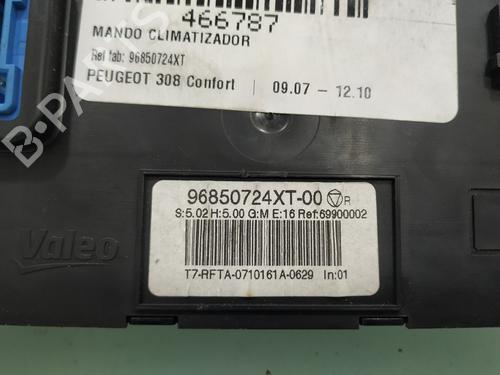 466787
MANDO CLIMATIZADOR
Ref fab: 96850724XT
PEUGEOT 308 Confort | 09.07 - 12.10
96850724XT-00 R
S:5.02 H:5.00 G:M E:16 Ref:69900002
T7-RFTA-0710161A-0629 In:01
Valeo
B-PARTS